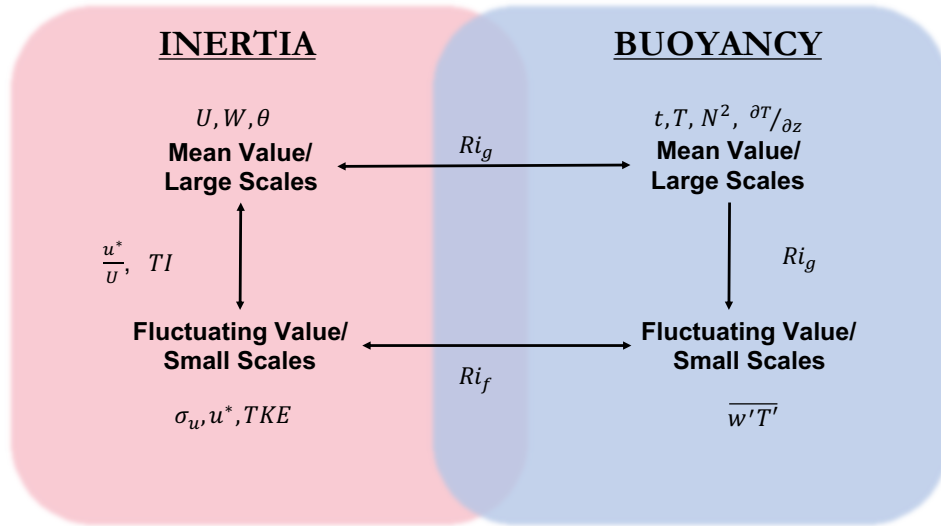 INERTIA
BUOYANCY
U, W, θ
t, T, N², ∂T/∂z
Mean Value/
Large Scales
Ri_g
Mean Value/
Large Scales
u*/U, TI
Ri_g
Fluctuating Value/
Small Scales
Ri_f
Fluctuating Value/
Small Scales
σ_u, u*, TKE
\overline{w'T'}